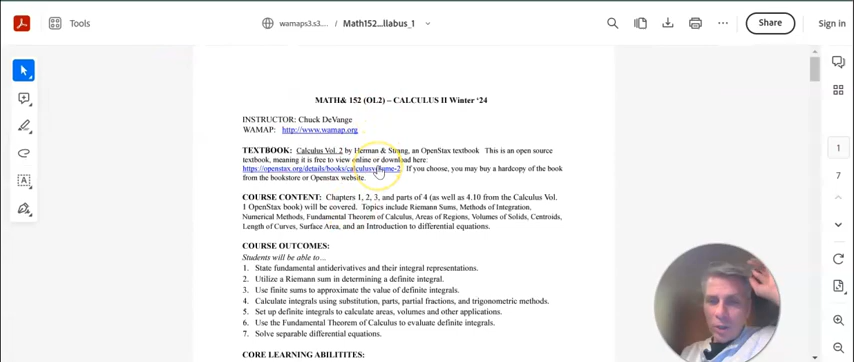 Tools
wamaps3.s3....
/
Math152...llabus_1
Share
Sign in
MATH& 152 (OL2) – CALCULUS II Winter ‘24
INSTRUCTOR: Chuck DeVange
WAMAP: http://www.wamap.org
TEXTBOOK: Calculus Vol. 2 by Herman & Strang, an OpenStax textbook This is an open source
textbook, meaning it is free to view online or download here:
https://openstax.org/details/books/calculus-volume-2. If you choose, you may buy a hardcopy of the book
from the bookstore or Openstax website.
COURSE CONTENT: Chapters 1, 2, 3, and parts of 4 (as well as 4.10 from the Calculus Vol.
1 OpenStax book) will be covered. Topics include Riemann Sums, Methods of Integration,
Numerical Methods, Fundamental Theorem of Calculus, Areas of Regions, Volumes of Solids, Centroids,
Length of Curves, Surface Area, and an Introduction to differential equations.
COURSE OUTCOMES:
Students will be able to…
1. State fundamental antiderivatives and their integral representations.
2. Utilize a Riemann sum in determining a definite integral.
3. Use finite sums to approximate the value of definite integrals.
4. Calculate integrals using substitution, parts, partial fractions, and trigonometric methods.
5. Set up definite integrals to calculate areas, volumes and other applications.
6. Use the Fundamental Theorem of Calculus to evaluate definite integrals.
7. Solve separable differential equations.
CORE LEARNING ABILITITES:
1
7